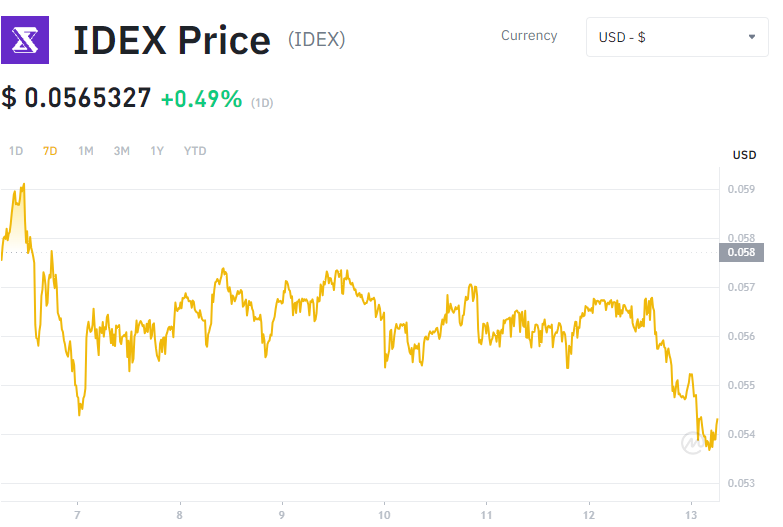 IDEX Price (IDEX)
Currency
USD - $
$ 0.0565327 +0.49% (1D)
1D 7D 1M 3M 1Y YTD
USD
0.059
0.058
0.058
0.057
0.056
0.055
0.054
0.053
7 8 9 10 11 12 13